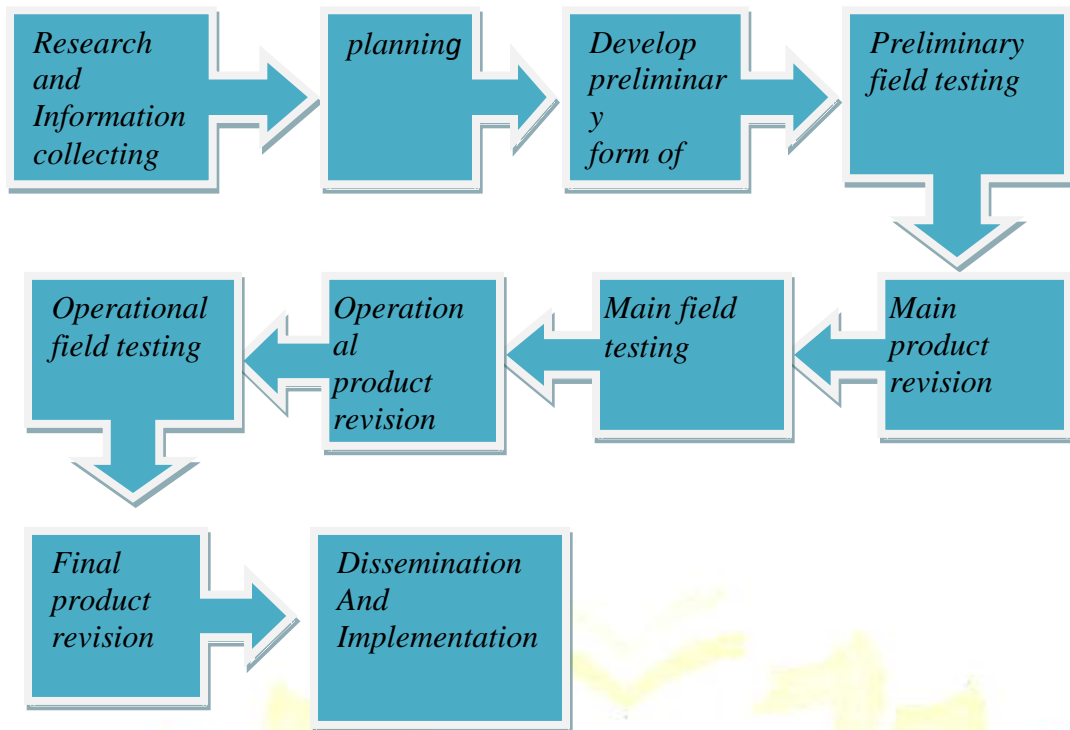 Research
and
Information
collecting
planning
Develop
preliminar
y
form of
Preliminary
field testing
Main
product
revision
Main field
testing
Operation
al
product
revision
Operational
field testing
Final
product
revision
Dissemination
And
Implementation